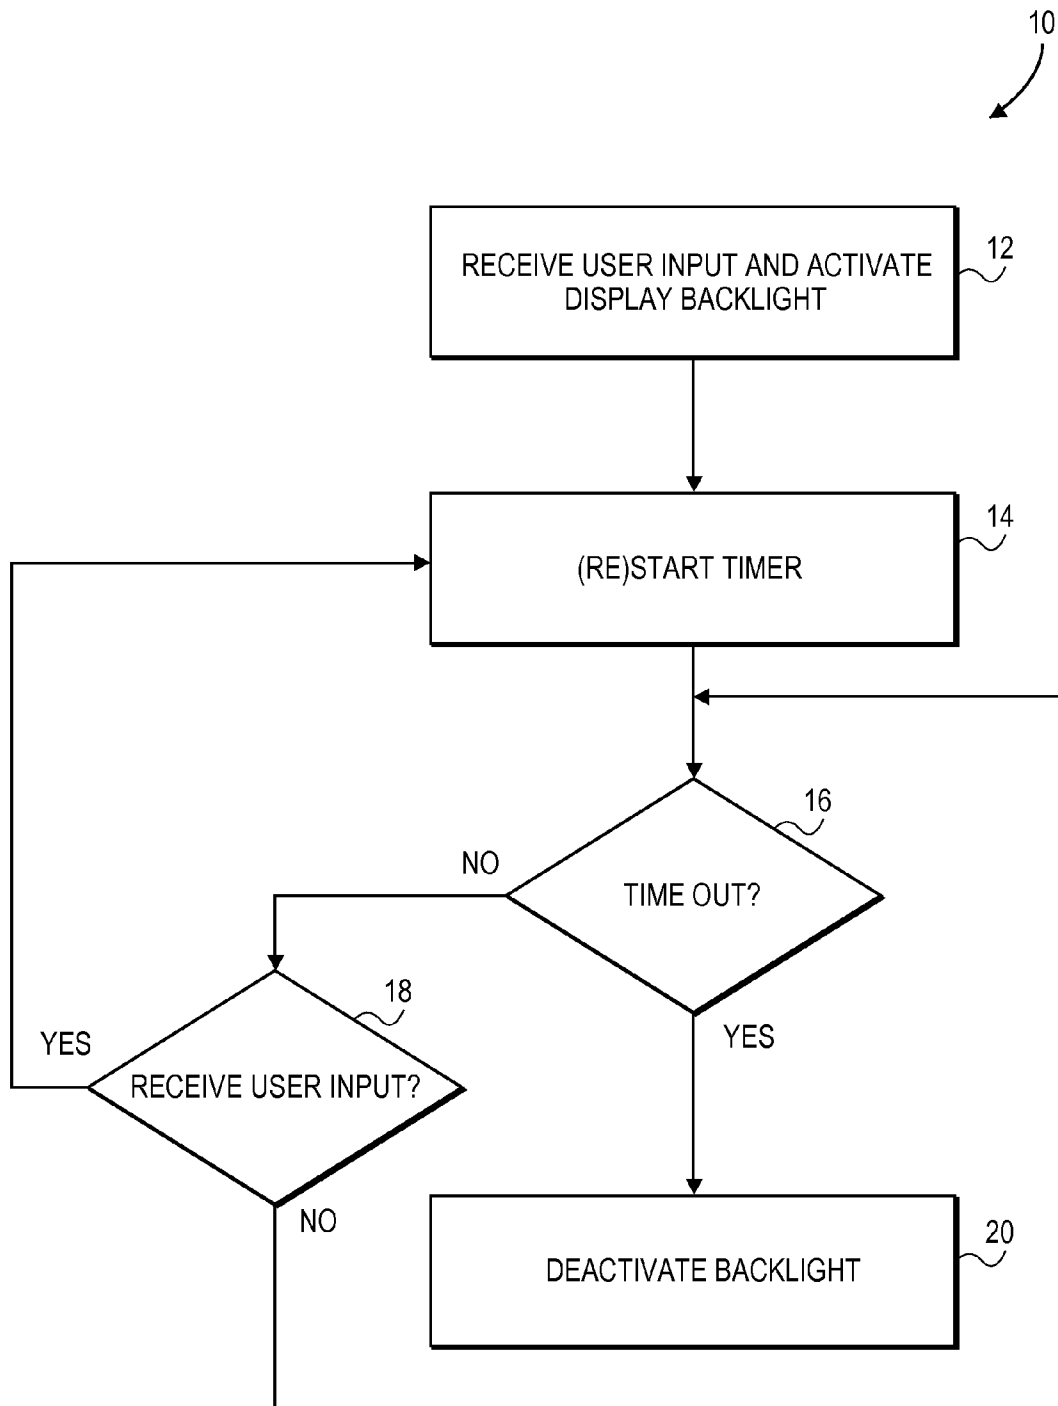 10
RECEIVE USER INPUT AND ACTIVATE
DISPLAY BACKLIGHT
12
(RE)START TIMER
14
TIME OUT?
16
NO
YES
RECEIVE USER INPUT?
18
YES
NO
DEACTIVATE BACKLIGHT
20